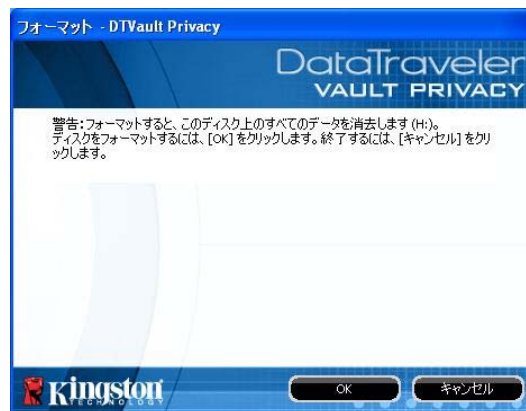 フォーマット - DTVault Privacy
DataTraveler
VAULT PRIVACY
警告:フォーマットすると、このディスク上のすべてのデータを消去します (H:)。
ディスクをフォーマットするには、[OK] をクリックします。終了するには、[キャンセル] をクリ
ックします。
Kingston
TECHNOLOGY
OK
キャンセル